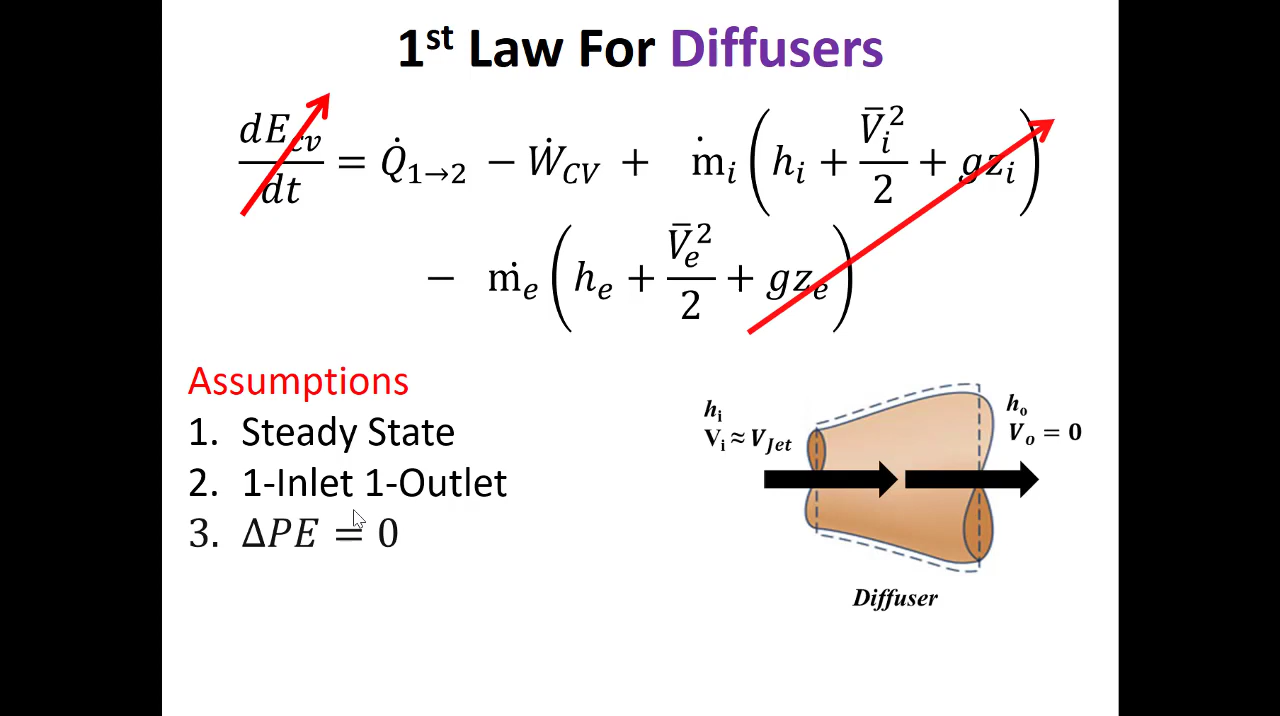 1ˢᵗ Law For Diffusers
dE_cv/dt = Q̇₁→₂ − Ẇ_CV + ṁ_i (h_i + V̄_i²/2 + gz_i)
− ṁ_e (h_e + V̄_e²/2 + gz_e)
Assumptions
1. Steady State
2. 1-Inlet 1-Outlet
3. ΔPE = 0
h_i
V_i ≈ V_Jet
h_o
V_o = 0
Diffuser